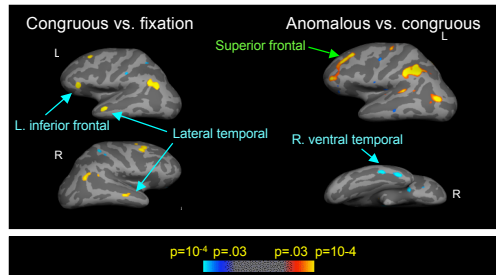 Congruous vs. fixation
Anomalous vs. congruous
L
Superior frontal
L
L. inferior frontal
Lateral temporal
R. ventral temporal
R
R
p=10-4 p=.03 p=.03 p=10-4